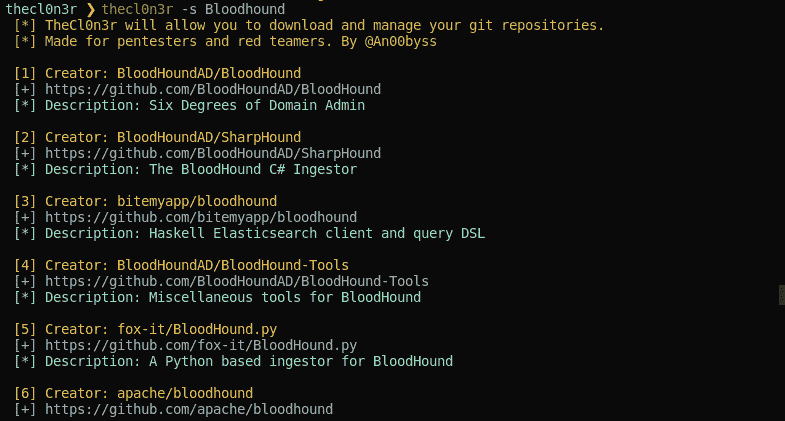 thecl0n3r ❯ thecl0n3r -s Bloodhound
[*] TheCl0n3r will allow you to download and manage your git repositories.
[*] Made for pentesters and red teamers. By @An00byss
[1] Creator: BloodHoundAD/BloodHound
[+] https://github.com/BloodHoundAD/BloodHound
[*] Description: Six Degrees of Domain Admin
[2] Creator: BloodHoundAD/SharpHound
[+] https://github.com/BloodHoundAD/SharpHound
[*] Description: The BloodHound C# Ingestor
[3] Creator: bitemyapp/bloodhound
[+] https://github.com/bitemyapp/bloodhound
[*] Description: Haskell Elasticsearch client and query DSL
[4] Creator: BloodHoundAD/BloodHound-Tools
[+] https://github.com/BloodHoundAD/BloodHound-Tools
[*] Description: Miscellaneous tools for BloodHound
[5] Creator: fox-it/BloodHound.py
[+] https://github.com/fox-it/BloodHound.py
[*] Description: A Python based ingestor for BloodHound
[6] Creator: apache/bloodhound
[+] https://github.com/apache/bloodhound